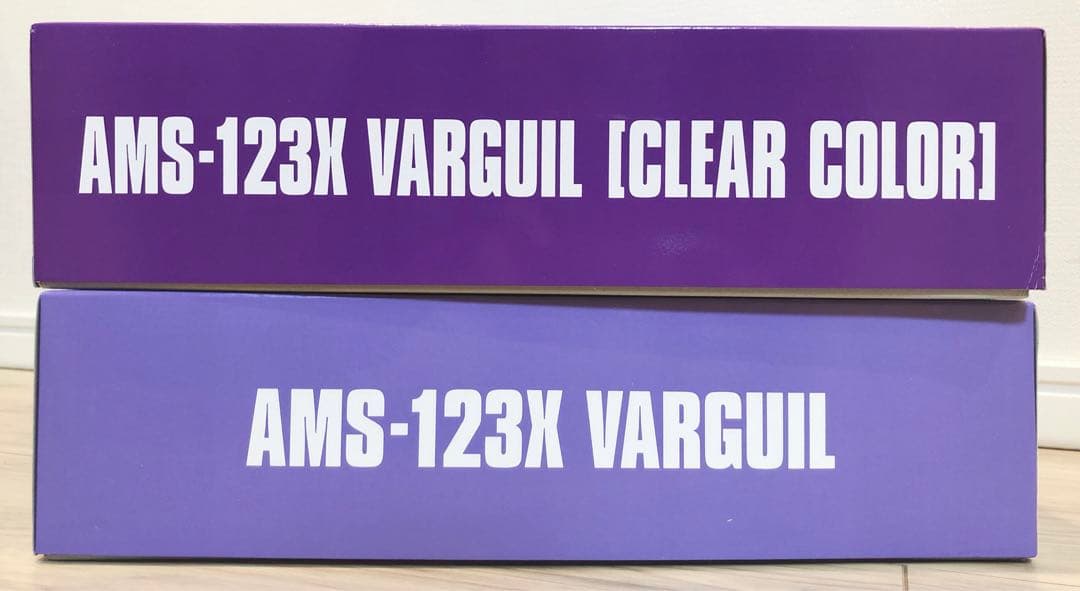 AMS-123X VARGUIL [CLEAR COLOR]
AMS-123X VARGUIL